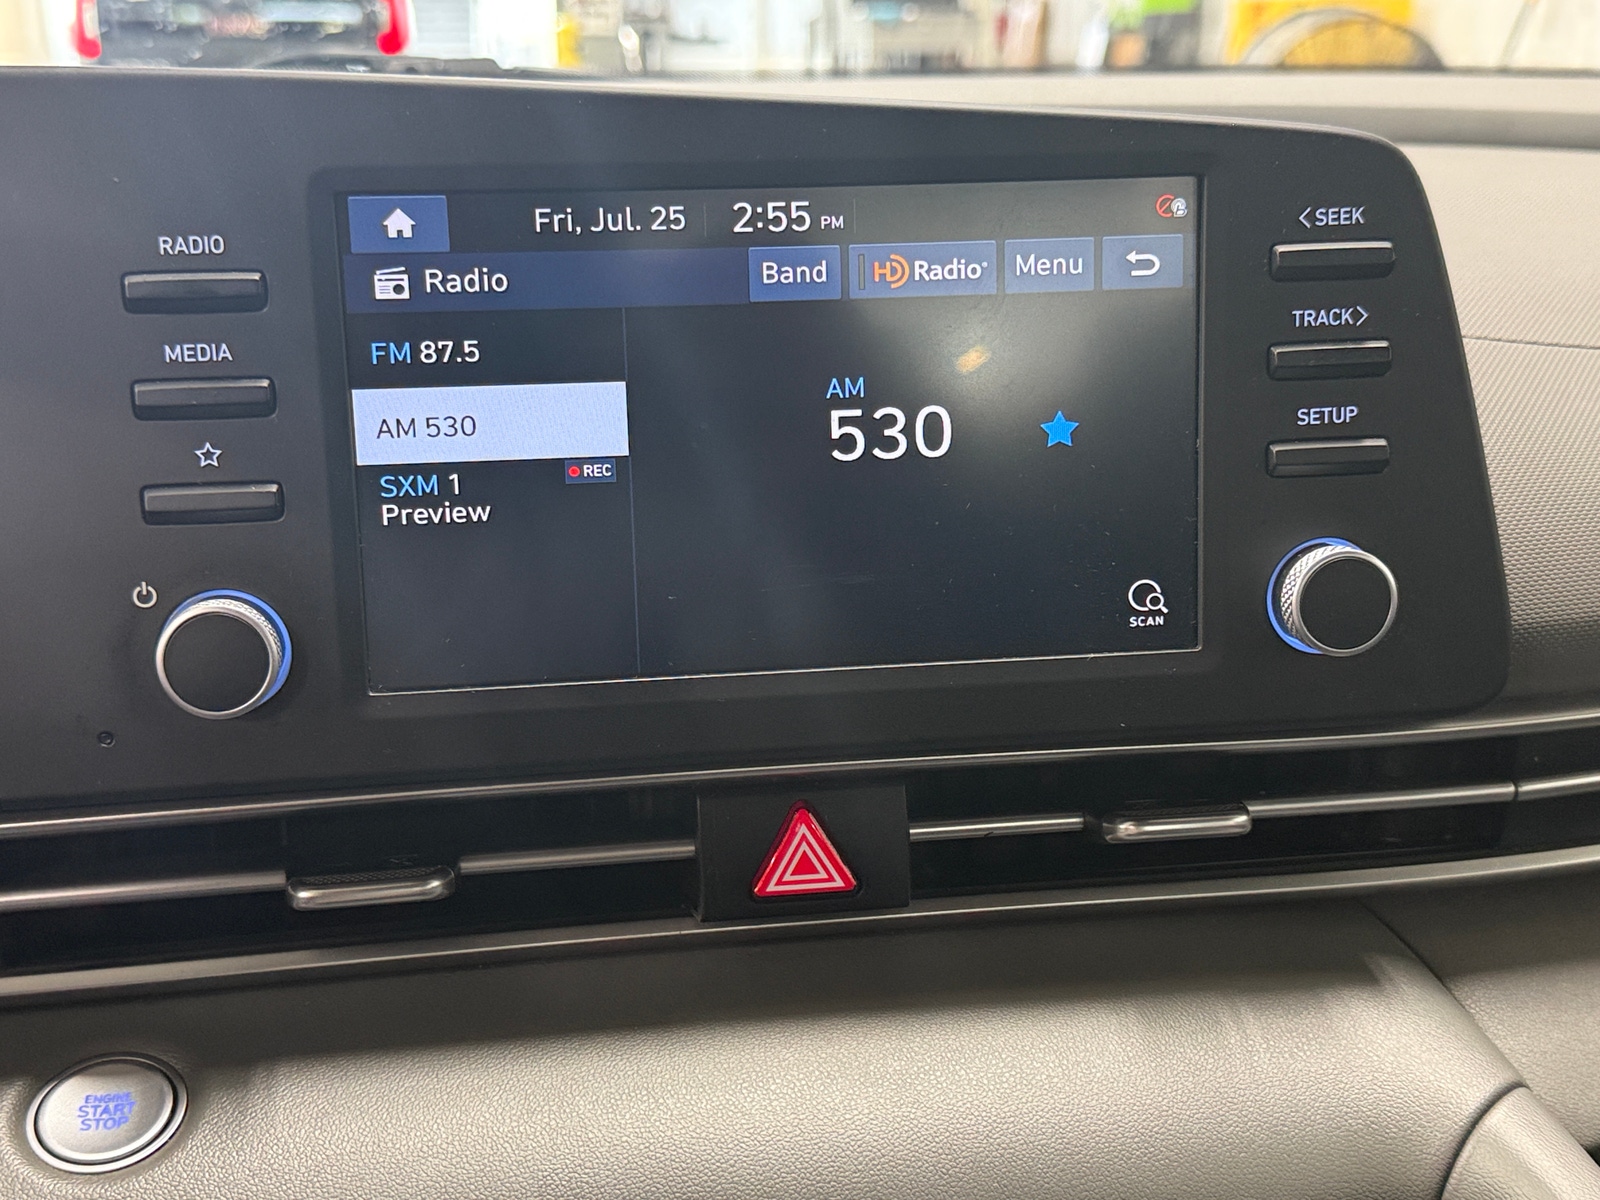 RADIO
MEDIA
Fri, Jul. 25 2:55 PM
Radio
Band
HD Radio
Menu
FM 87.5
AM 530
SXM 1
REC
Preview
AM
530
SCAN
SEEK
TRACK
SETUP
ENGINE
START
STOP